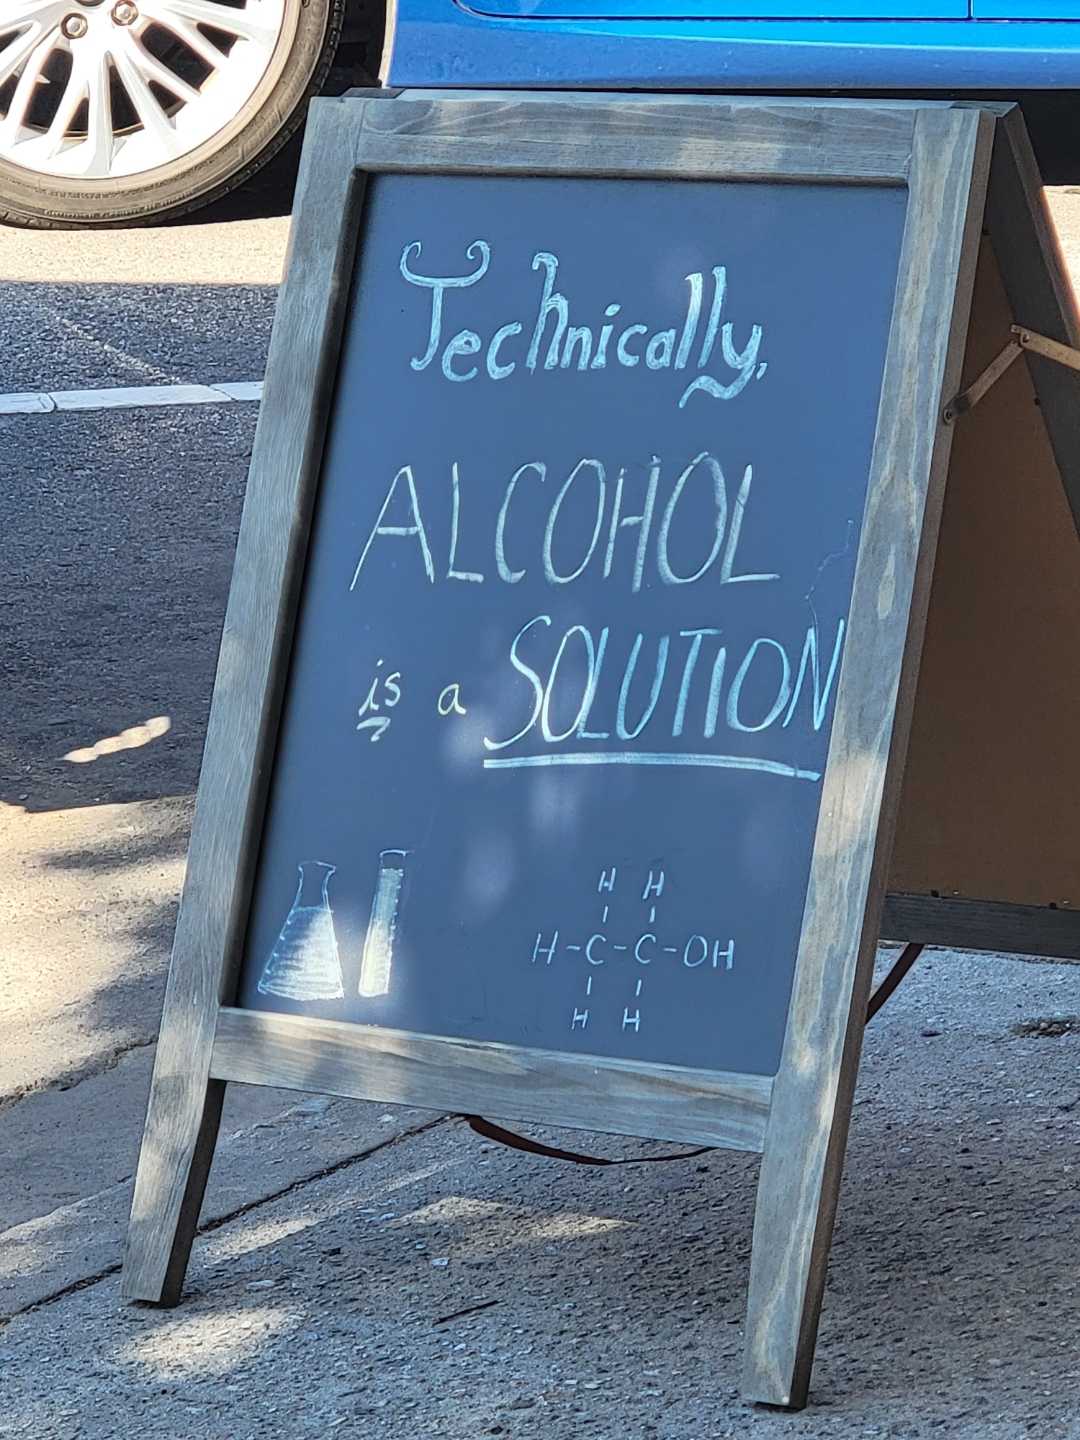 Technically,
ALCOHOL
is a SOLUTION
H H
H-C-C-OH
H H